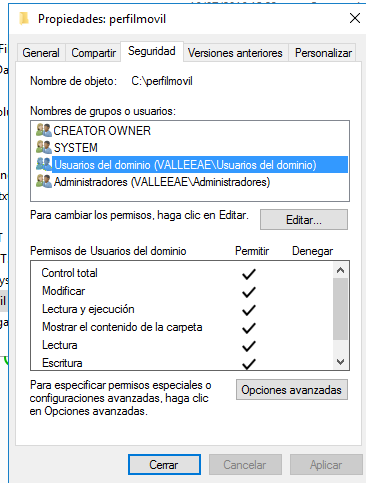 Propiedades: perfilmovil
General
Compartir
Seguridad
Versiones anteriores
Personalizar
Nombre de objeto: C:\perfilmovil
Nombres de grupos o usuarios:
CREATOR OWNER
SYSTEM
Usuarios del dominio (VALLEEAE\Usuarios del dominio)
Administradores (VALLEEAE\Administradores)
Para cambiar los permisos, haga clic en Editar.
Editar...
Permisos de Usuarios del dominio Permitir Denegar
Control total
Modificar
Lectura y ejecución
Mostrar el contenido de la carpeta
Lectura
Escritura
Para especificar permisos especiales o
configuraciones avanzadas, haga clic
en Opciones avanzadas.
Opciones avanzadas
Cerrar
Cancelar
Aplicar